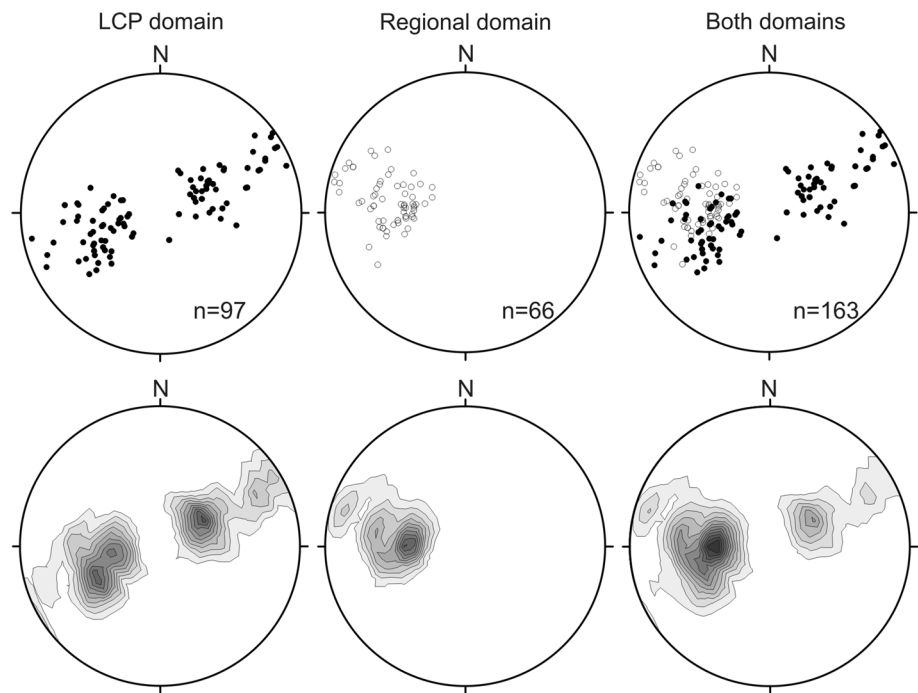 LCP domain
Regional domain
Both domains
N
N
N
n=97
n=66
n=163
N
N
N